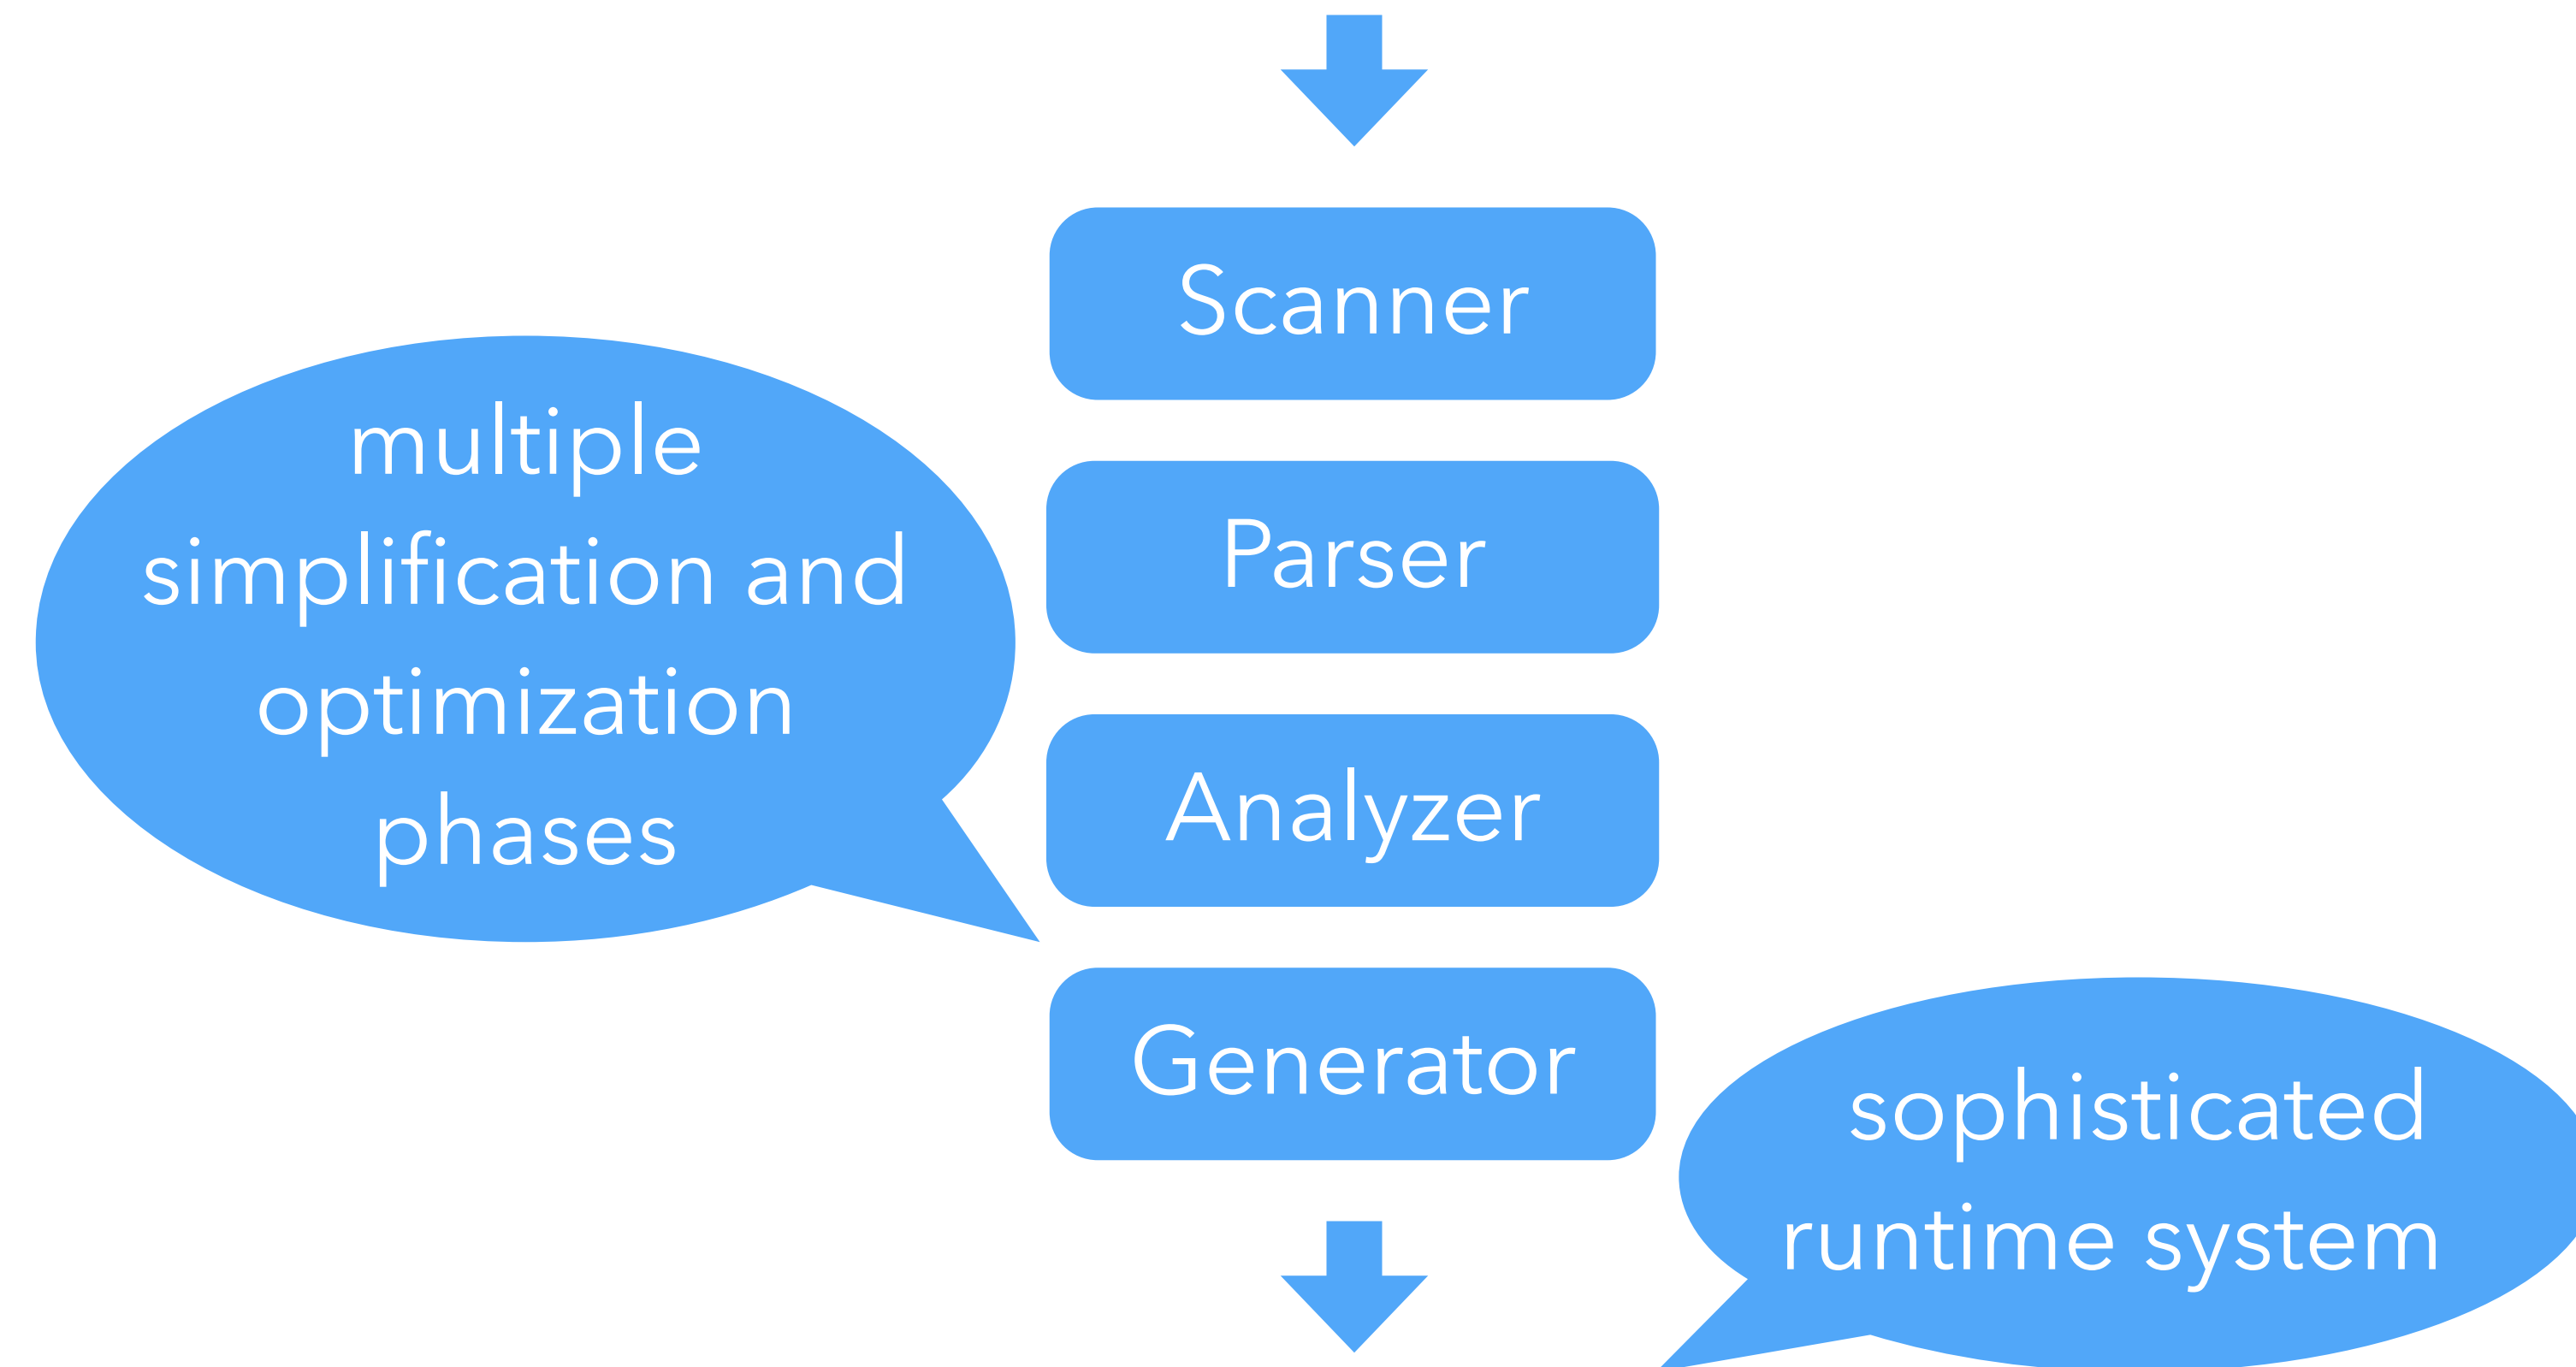 Scanner
multiple
simplification and
optimization
phases
Parser
Analyzer
Generator
sophisticated
runtime system